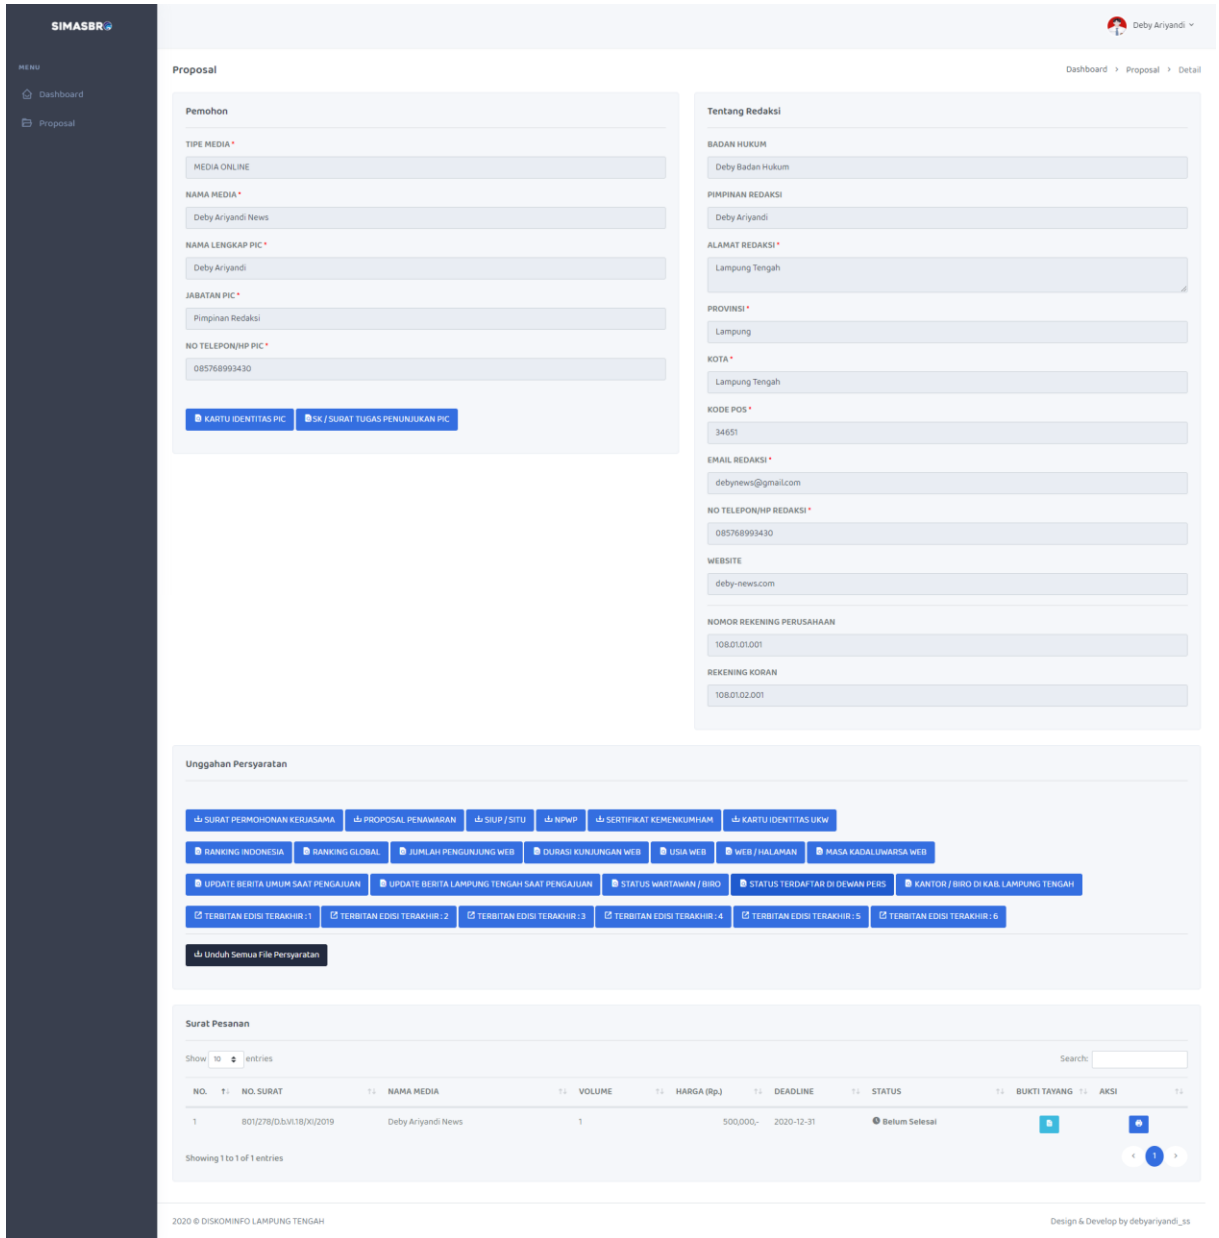 SIMASBRO
Deby Ariyandi
MENU
Dashboard
Proposal
Proposal
Dashboard > Proposal > Detail
Pemohon
TIPE MEDIA *
MEDIA ONLINE
NAMA MEDIA *
Deby Ariyandi News
NAMA LENGKAP PIC *
Deby Ariyandi
JABATAN PIC *
Pimpinan Redaksi
NO TELEPON/HP PIC *
085768993430
KARTU IDENTITAS PIC
SK / SURAT TUGAS PENUNJUKAN PIC
Tentang Redaksi
BADAN HUKUM
Deby Badan Hukum
PIMPINAN REDAKSI
Deby Ariyandi
ALAMAT REDAKSI *
Lampung Tengah
PROVINSI *
Lampung
KOTA *
Lampung Tengah
KODE POS *
34651
EMAIL REDAKSI *
debynews@gmail.com
NO TELEPON/HP REDAKSI *
085768993430
WEBSITE
deby-news.com
NOMOR REKENING PERUSAHAAN
108.01.01.001
REKENING KORAN
108.01.02.001
Unggahan Persyaratan
SURAT PERMOHONAN KERJASAMA PROPOSAL PENAWARAN SIUP / SITU NPWP SERTIFIKAT KEMENKUMHAM KARTU IDENTITAS UKW
RANKING INDONESIA RANKING GLOBAL JUMLAH PENGUNJUNG WEB DURASI KUNJUNGAN WEB USIA WEB WEB / HALAMAN MASA KADALUWARSA WEB
UPDATE BERITA UMUM SAAT PENGAJUAN UPDATE BERITA LAMPUNG TENGAH SAAT PENGAJUAN STATUS WARTAWAN / BIRO STATUS TERDAFTAR DI DEWAN PERS KANTOR / BIRO DI KAB. LAMPUNG TENGAH
TERBITAN EDISI TERAKHIR : 1 TERBITAN EDISI TERAKHIR : 2 TERBITAN EDISI TERAKHIR : 3 TERBITAN EDISI TERAKHIR : 4 TERBITAN EDISI TERAKHIR : 5 TERBITAN EDISI TERAKHIR : 6
Unduh Semua File Persyaratan
Surat Pesanan
Show 10 entries
Search:
NO. NO. SURAT NAMA MEDIA VOLUME HARGA (Rp.) DEADLINE STATUS BUKTI TAYANG AKSI
1 801/278/D.b.VI.18/XI/2019 Deby Ariyandi News 1 500,000,- 2020-12-31 Belum Selesai
Showing 1 to 1 of 1 entries
1
2020 © DISKOMINFO LAMPUNG TENGAH
Design & Develop by debyariyandi_ss